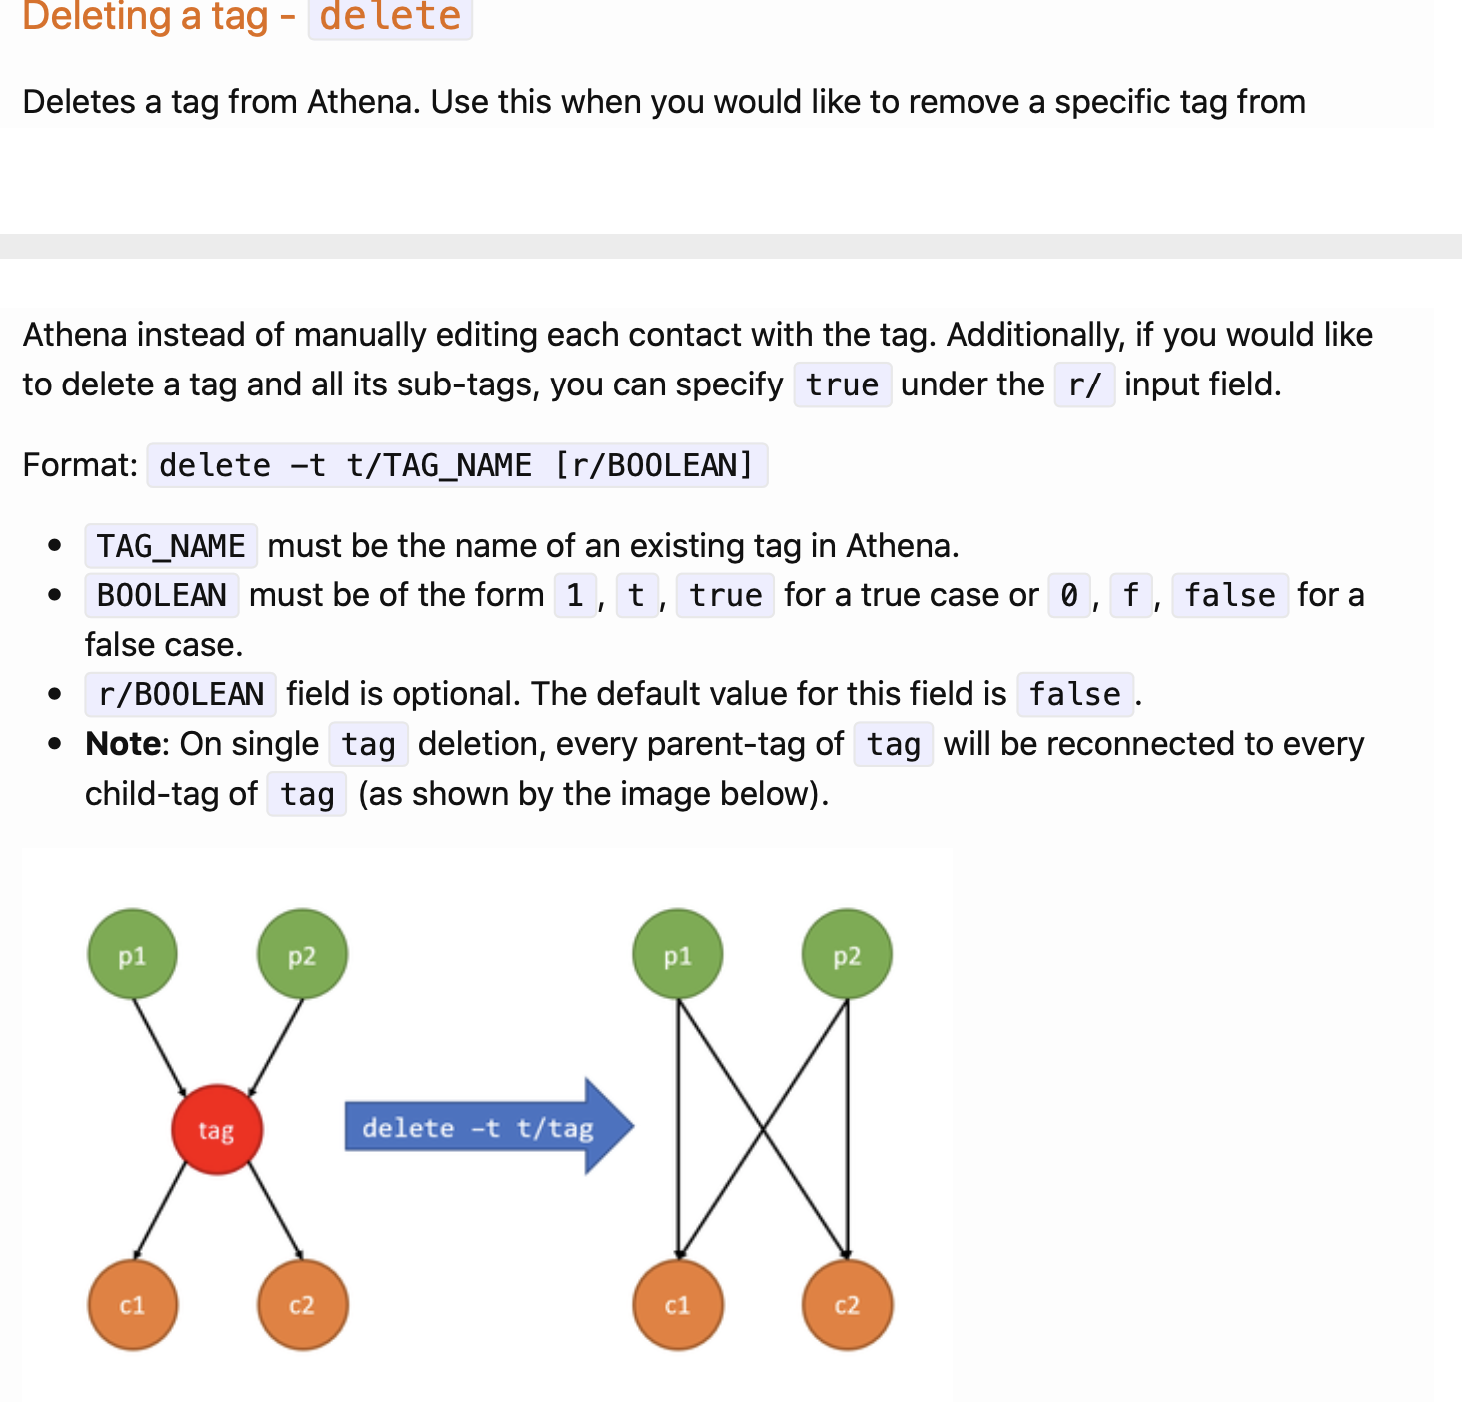 Deleting a tag - delete
Deletes a tag from Athena. Use this when you would like to remove a specific tag from
Athena instead of manually editing each contact with the tag. Additionally, if you would like
to delete a tag and all its sub-tags, you can specify true under the r/ input field.
Format: delete -t t/TAG_NAME [r/BOOLEAN]
• TAG_NAME must be the name of an existing tag in Athena.
• BOOLEAN must be of the form 1, t, true for a true case or 0, f, false for a
false case.
• r/BOOLEAN field is optional. The default value for this field is false.
• Note: On single tag deletion, every parent-tag of tag will be reconnected to every
child-tag of tag (as shown by the image below).
p1 p2 p1 p2
tag delete -t t/tag
c1 c2 c1 c2